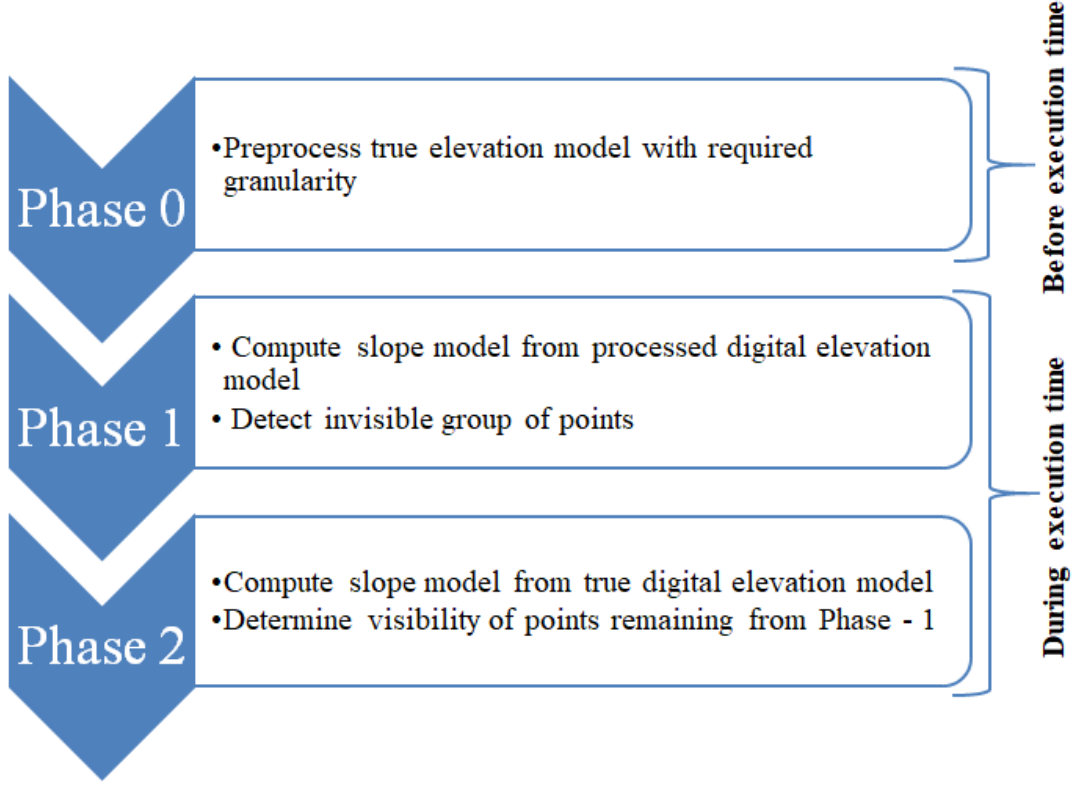 Phase 0
•Preprocess true elevation model with required
granularity
Before execution time
Phase 1
• Compute slope model from processed digital elevation
model
• Detect invisible group of points
Phase 2
•Compute slope model from true digital elevation model
•Determine visibility of points remaining from Phase - 1
During execution time